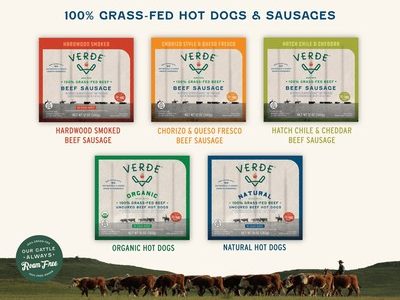 100% GRASS-FED HOT DOGS & SAUSAGES
HARDWOOD SMOKED
VERDE
100% GRASS-FED BEEF
BEEF SAUSAGE
HARDWOOD SMOKED
BEEF SAUSAGE
CHORIZO STYLE & QUESO FRESCO
VERDE
100% GRASS-FED BEEF
BEEF SAUSAGE
CHORIZO & QUESO FRESCO
BEEF SAUSAGE
HATCH CHILE & CHEDDAR
VERDE
100% GRASS-FED BEEF
BEEF SAUSAGE
HATCH CHILE & CHEDDAR
BEEF SAUSAGE
VERDE
ORGANIC
100% GRASS-FED BEEF
UNCURED BEEF HOT DOGS
ORGANIC HOT DOGS
VERDE
NATURAL
100% GRASS-FED BEEF
UNCURED BEEF HOT DOGS
NATURAL HOT DOGS
OUR CATTLE
ALWAYS
Roam Free